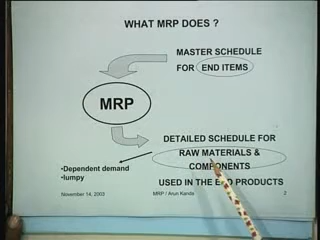 WHAT MRP DOES ?
MASTER SCHEDULE
FOR END ITEMS
MRP
DETAILED SCHEDULE FOR
RAW MATERIALS &
COMPONENTS
USED IN THE END PRODUCTS
•Dependent demand
•lumpy
November 14, 2003
MRP / Arun Kanda
2